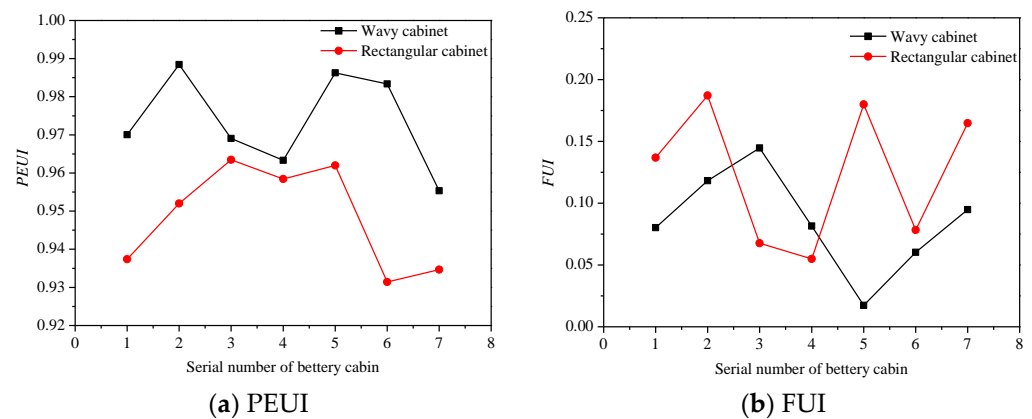 1.00
0.99
0.98
0.97
0.96
0.95
0.94
0.93
0.92
PEUI
Wavy cabinet
Rectangular cabinet
0 1 2 3 4 5 6 7 8
Serial number of bettery cabin
(a) PEUI
0.25
0.20
0.15
0.10
0.05
0.00
FUI
Wavy cabinet
Rectangular cabinet
0 1 2 3 4 5 6 7 8
Serial number of bettery cabin
(b) FUI